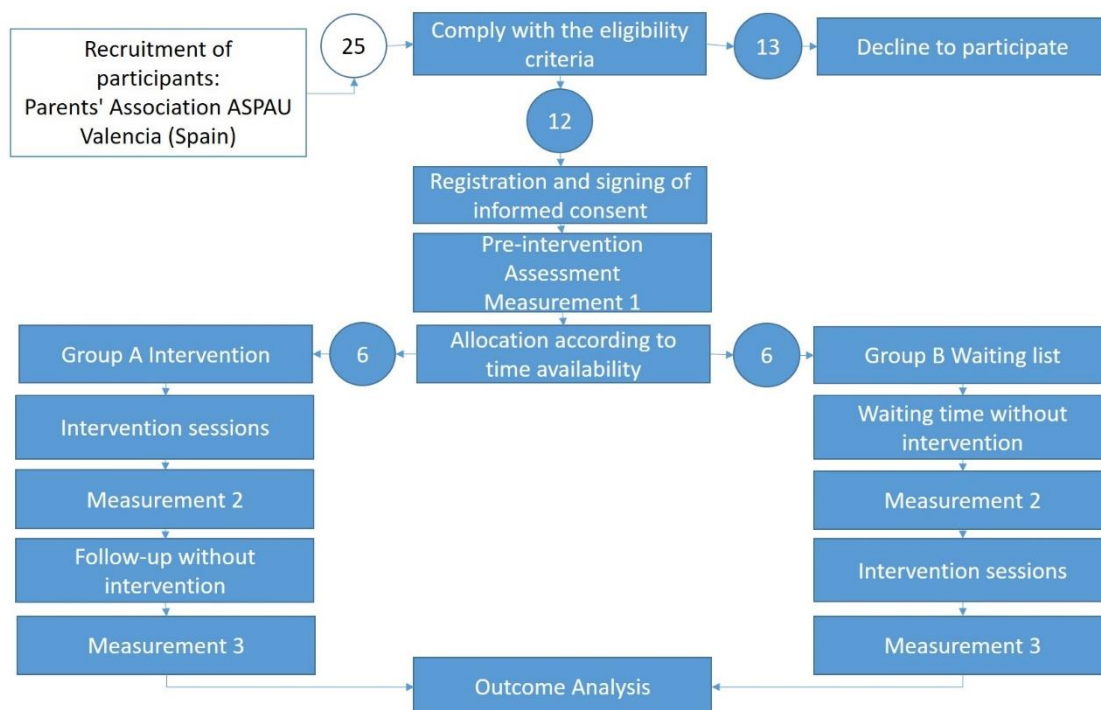 Recruitment of
participants:
Parents' Association ASPAU
Valencia (Spain)
25
Comply with the eligibility
criteria
13
Decline to participate
12
Registration and signing of
informed consent
Pre-intervention
Assessment
Measurement 1
Allocation according to
time availability
6
Group A Intervention
6
Group B Waiting list
Intervention sessions
Measurement 2
Follow-up without
intervention
Measurement 3
Waiting time without
intervention
Measurement 2
Intervention sessions
Measurement 3
Outcome Analysis